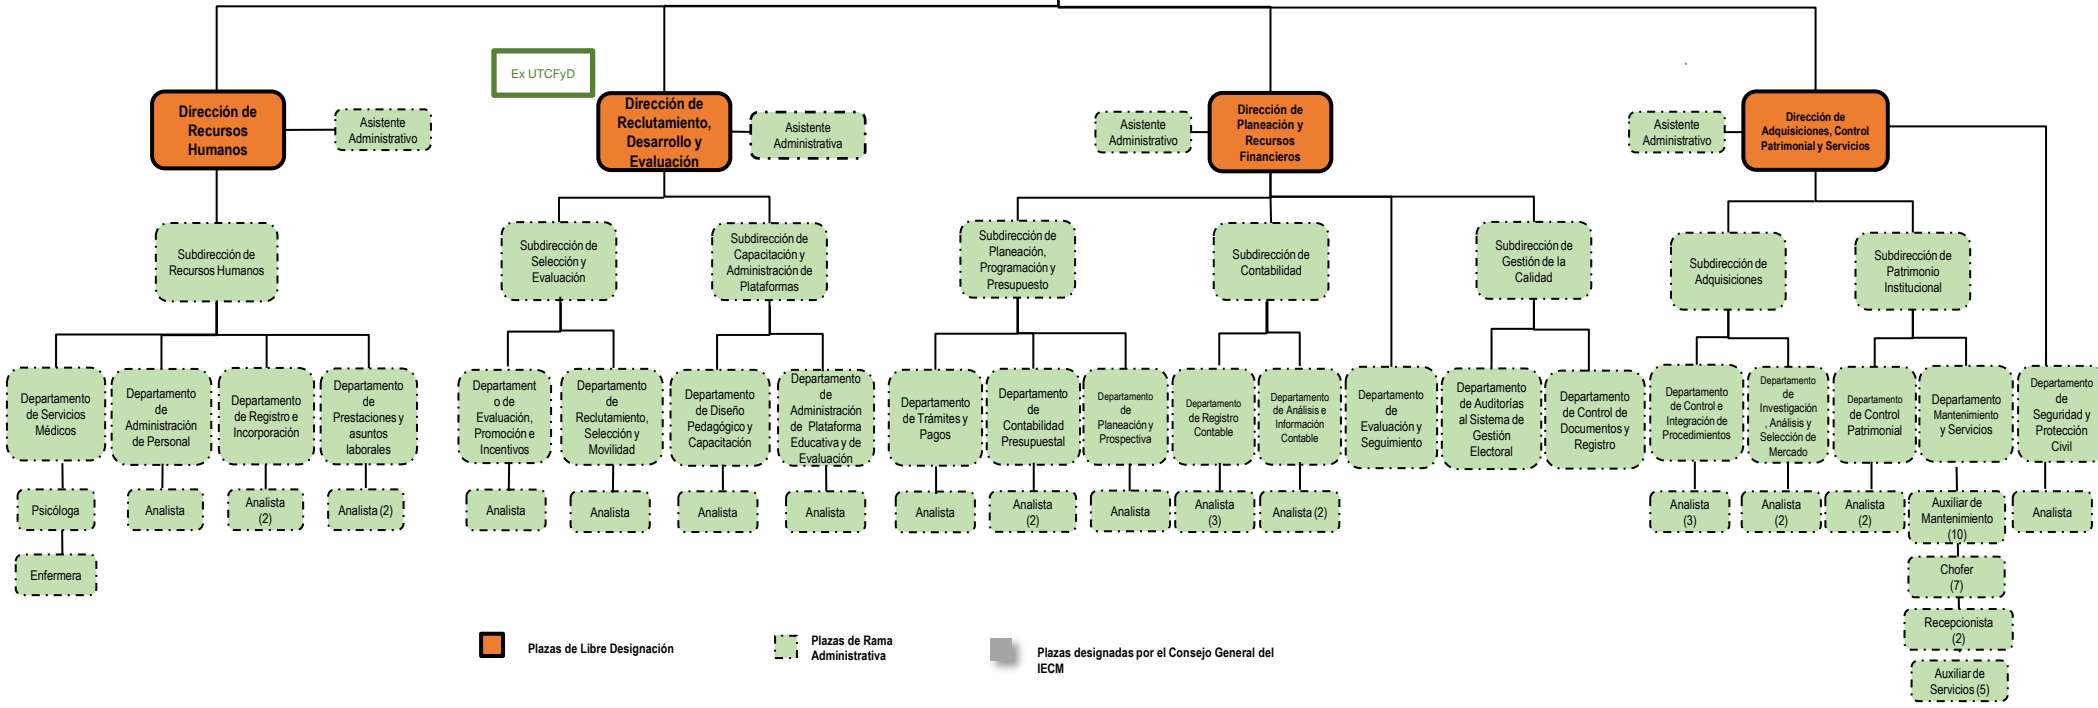 Ex UTCFyD
Dirección de
Recursos
Humanos
Asistente
Administrativo
Dirección de
Reclutamiento,
Desarrollo y
Evaluación
Asistente
Administrativa
Asistente
Administrativo
Dirección de
Planeación y
Recursos
Financieros
Asistente
Administrativo
Dirección de
Adquisiciones, Control
Patrimonial y Servicios
Subdirección de
Recursos Humanos
Subdirección de
Selección y
Evaluación
Subdirección de
Capacitación y
Administración de
Plataformas
Subdirección de
Planeación,
Programación y
Presupuesto
Subdirección de
Contabilidad
Subdirección de
Gestión de la
Calidad
Subdirección de
Adquisiciones
Subdirección de
Patrimonio
Institucional
Departamento
de Servicios
Médicos
Departamento
de
Administración
de Personal
Departamento
de Registro e
Incorporación
Departamento
de
Prestaciones y
asuntos
laborales
Departament
o de
Evaluación,
Promoción e
Incentivos
Departamento
de
Reclutamiento,
Selección y
Movilidad
Departamento
de Diseño
Pedagógico y
Capacitación
Departamento
de
Administración
de Plataforma
Educativa y de
Evaluación
Departamento
de Trámites y
Pagos
Departamento
de
Contabilidad
Presupuestal
Departamento
de
Planeación y
Prospectiva
Departamento
de Registro
Contable
Departamento
de Análisis e
Información
Contable
Departamento
de
Evaluación y
Seguimiento
Departamento
de Auditorías
al Sistema de
Gestión
Electoral
Departamento
de Control de
Documentos y
Registro
Departamento
de Control e
Integración de
Procedimientos
Departamento
de
Investigación
, Análisis y
Selección de
Mercado
Departamento
de Control
Patrimonial
Departamento
Mantenimiento
y Servicios
Departamento
de
Seguridad y
Protección
Civil
Psicóloga
Analista
Analista
(2)
Analista (2)
Analista
Analista
Analista
Analista
Analista
Analista
(2)
Analista
Analista
(3)
Analista (2)
Analista
(3)
Analista
(2)
Analista
(2)
Auxiliar de
Mantenimiento
(10)
Analista
Enfermera
Chofer
(7)
Recepcionista
(2)
Auxiliar de
Servicios (5)
Plazas de Libre Designación
Plazas de Rama
Administrativa
Plazas designadas por el Consejo General del
IECM